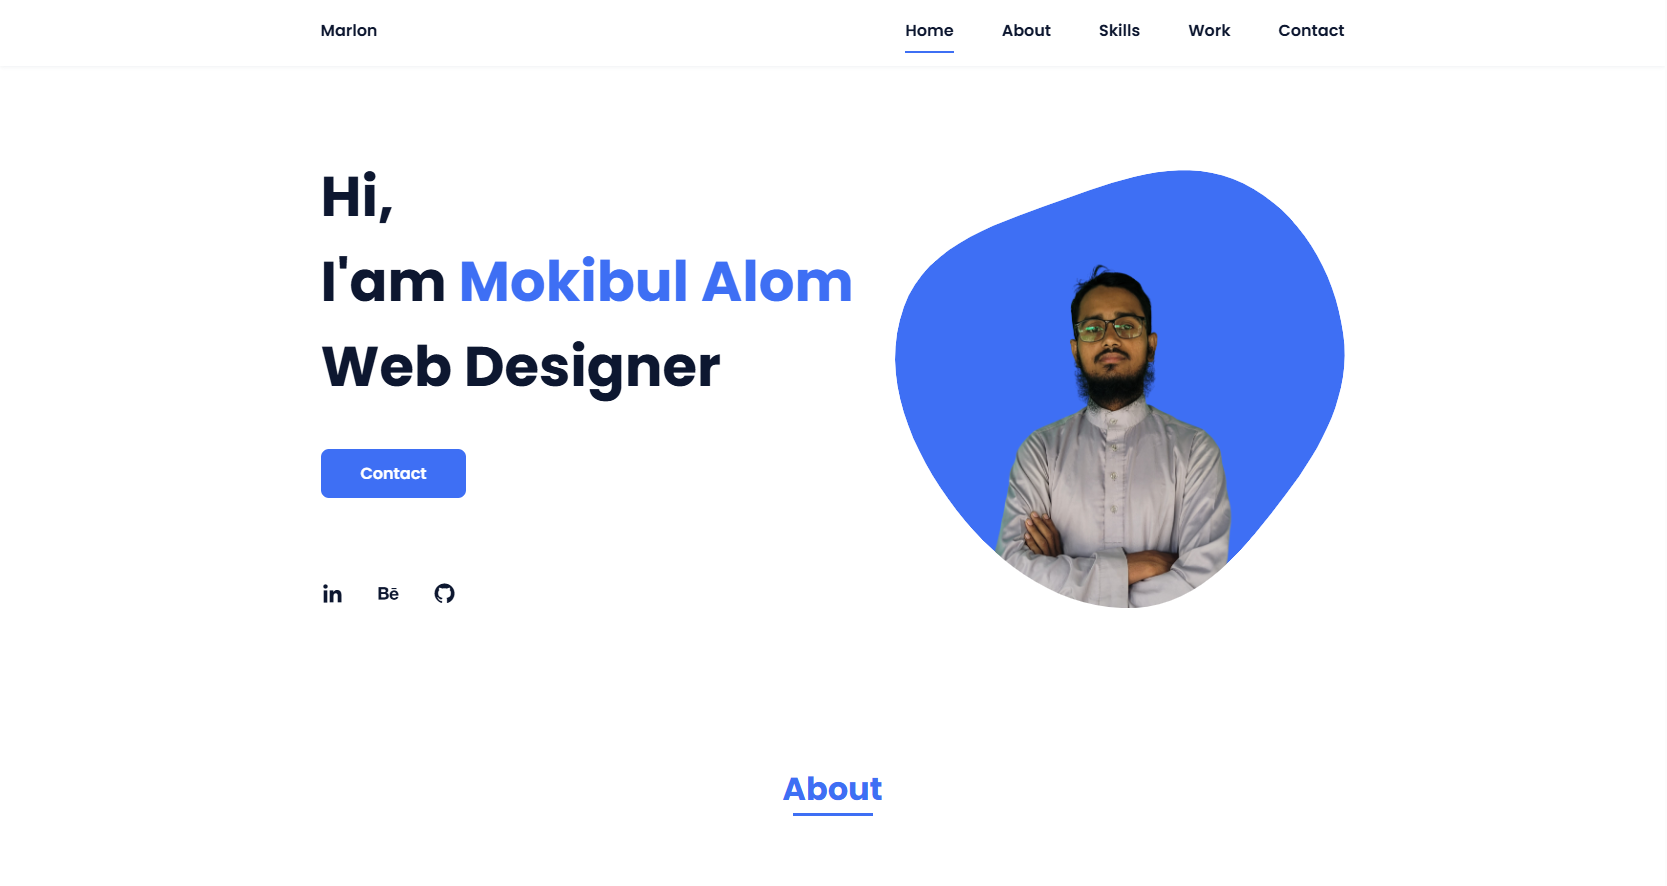 Marlon
Home About Skills Work Contact
Hi,
I'am Mokibul Alom
Web Designer
Contact
in Bē
About